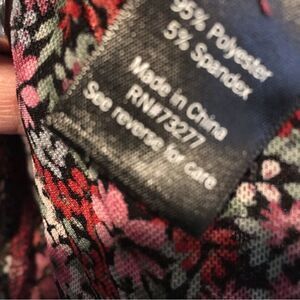 95% Polyester
5% Spandex
Made in China
RN#73277
See reverse for care